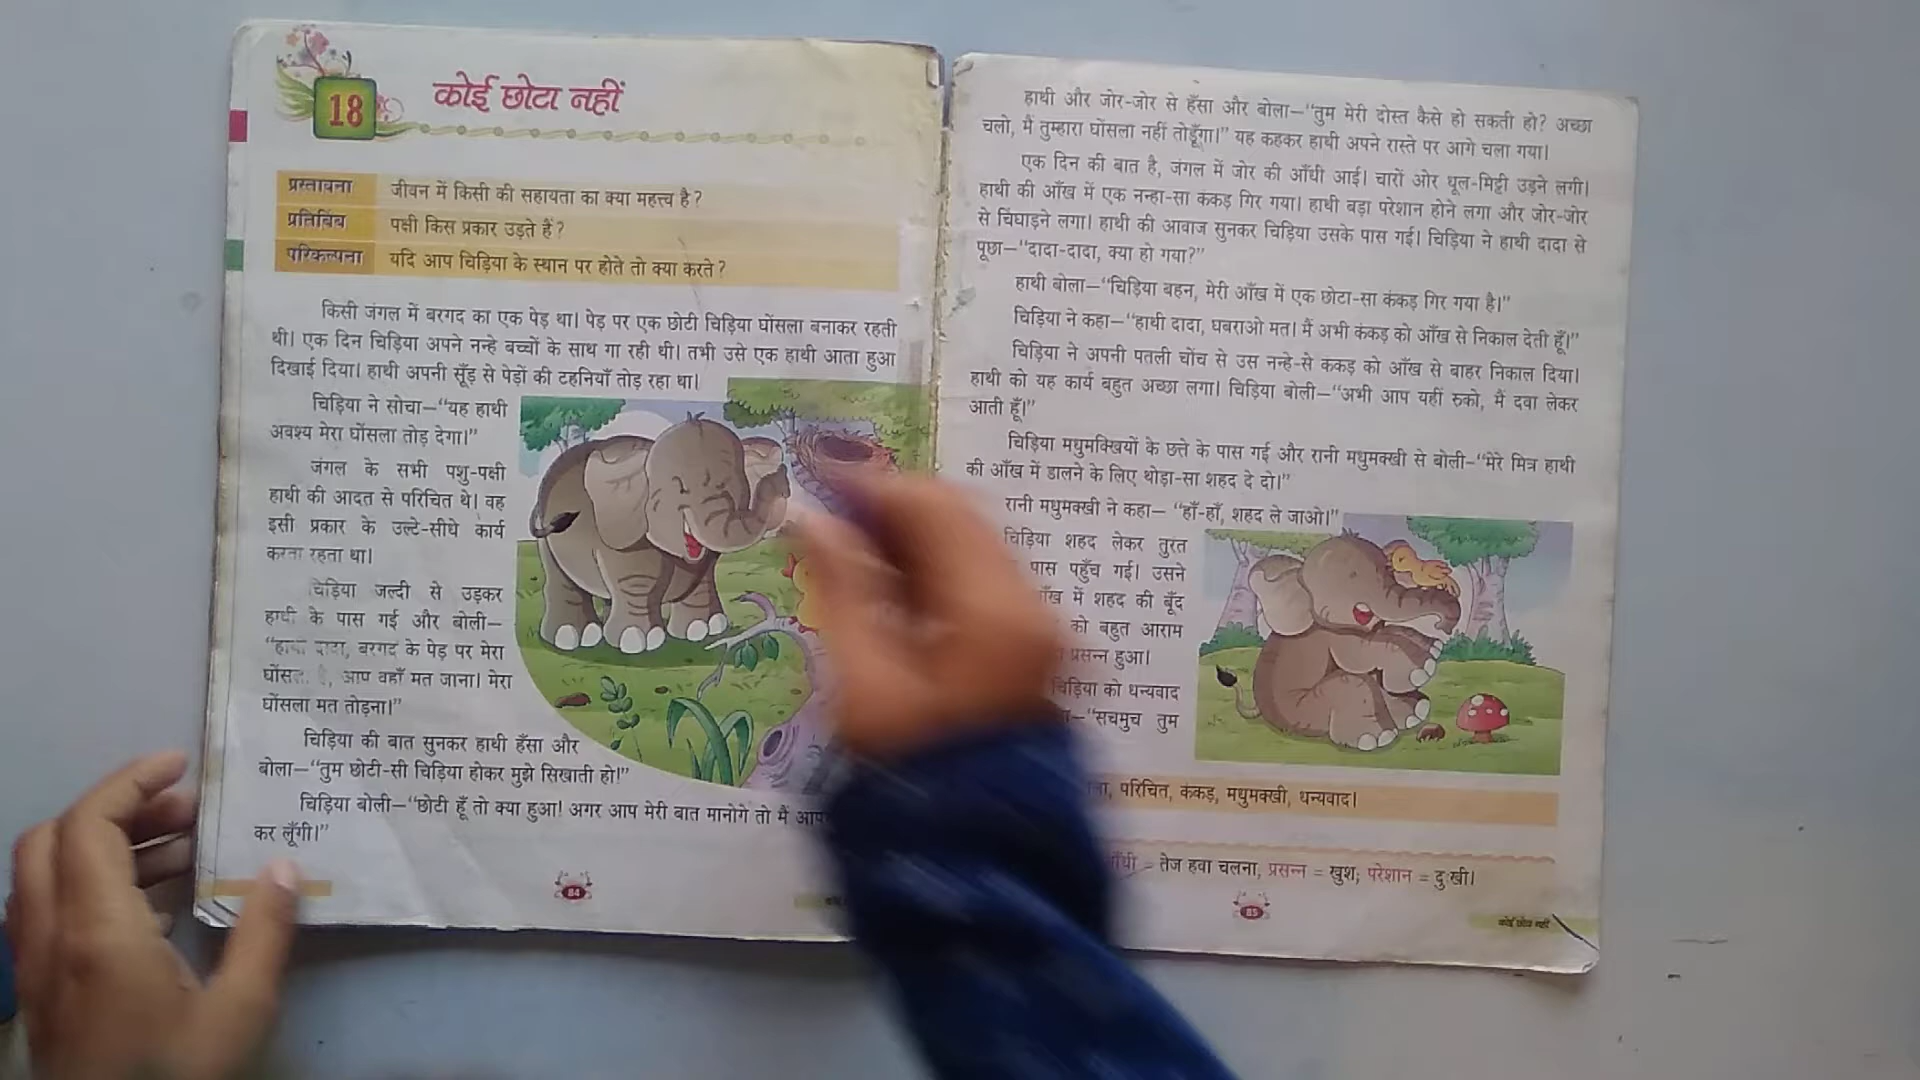 18
कोई छोटा नहीं
प्रस्तावना जीवन में किसी की सहायता का क्या महत्त्व है?
प्रतिबिंब पक्षी किस प्रकार उड़ते हैं?
परिकल्पना यदि आप चिड़िया के स्थान पर होते तो क्या करते?
किसी जंगल में बरगद का एक पेड़ था। पेड़ पर एक छोटी चिड़िया घोंसला बनाकर रहती
थी। एक दिन चिड़िया अपने नन्हे बच्चों के साथ गा रही थी। तभी उसे एक हाथी आता हुआ
दिखाई दिया। हाथी अपनी सूँड़ से पेड़ों की टहनियाँ तोड़ रहा था।
चिड़िया ने सोचा—“यह हाथी
अवश्य मेरा घोंसला तोड़ देगा।”
जंगल के सभी पशु-पक्षी
हाथी की आदत से परिचित थे। वह
इसी प्रकार के उल्टे-सीधे कार्य
करता रहता था।
चिड़िया जल्दी से उड़कर
हाथी के पास गई और बोली—
“हाथी दादा, बरगद के पेड़ पर मेरा
आप वहाँ मत जाना। मेरा
घोंसला मत तोड़ना।”
चिड़िया की बात सुनकर हाथी हँसा और
बोला—“तुम छोटी-सी चिड़िया होकर मुझे सिखाती हो!”
चिड़िया बोली—“छोटी हूँ तो क्या हुआ! अगर आप मेरी बात मानोगे तो मैं
कर लूँगी।”
84
हाथी और जोर-जोर से हँसा और बोला—“तुम मेरी दोस्त कैसे हो सकती हो? अच्छा
चलो, मैं तुम्हारा घोंसला नहीं तोडूँगा।” यह कहकर हाथी अपने रास्ते पर आगे चला गया।
एक दिन की बात है, जंगल में जोर की आँधी आई। चारों ओर धूल-मिट्टी उड़ने लगी।
हाथी की आँख में एक नन्हा-सा कंकड़ गिर गया। हाथी बड़ा परेशान होने लगा और जोर-जोर
से चिंघाड़ने लगा। हाथी की आवाज सुनकर चिड़िया उसके पास गई। चिड़िया ने हाथी दादा से
पूछा—“दादा-दादा, क्या हो गया?”
हाथी बोला—“चिड़िया बहन, मेरी आँख में एक छोटा-सा कंकड़ गिर गया है।”
चिड़िया ने कहा—“हाथी दादा, घबराओ मत। मैं अभी कंकड़ को आँख से निकाल देती हूँ।”
चिड़िया ने अपनी पतली चोंच से उस नन्हे-से ककड़ को आँख से बाहर निकाल दिया।
हाथी को यह कार्य बहुत अच्छा लगा। चिड़िया बोली—“अभी आप यहीं रुको, मैं दवा लेकर
आती हूँ।”
चिड़िया मधुमक्खियों के छत्ते के पास गई और रानी मधुमक्खी से बोली—“मेरे मित्र हाथी
की आँख में डालने के लिए थोड़ा-सा शहद दे दो।”
रानी मधुमक्खी ने कहा— “हाँ-हाँ, शहद ले जाओ।”
चिड़िया शहद लेकर तुरत
पास पहुँच गई। उसने
में शहद की बूँद
को बहुत आराम
प्रसन्न हुआ।
चिड़िया को धन्यवाद
“सचमुच तुम
परिचित, कंकड़, मधुमक्खी, धन्यवाद।
= तेज हवा चलना, प्रसन्न = खुश; परेशान = दुःखी।
85
कोई छोटा नहीं